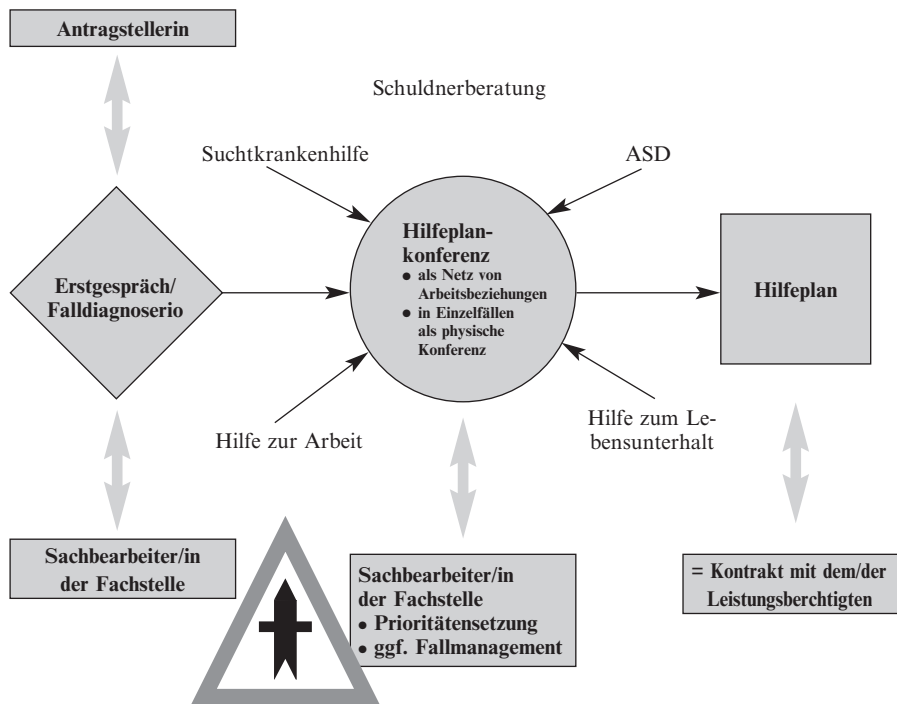 Antragstellerin
Schuldnerberatung
Suchtkrankenhilfe
ASD
Erstgespräch/
Falldiagnoserio
Hilfeplan-
konferenz
• als Netz von
Arbeitsbeziehungen
• in Einzelfällen
als physische
Konferenz
Hilfeplan
Hilfe zur Arbeit
Hilfe zum Le-
bensunterhalt
Sachbearbeiter/in
der Fachstelle
Sachbearbeiter/in
der Fachstelle
• Prioritätensetzung
• ggf. Fallmanagement
= Kontrakt mit dem/der
Leistungsberchtigten